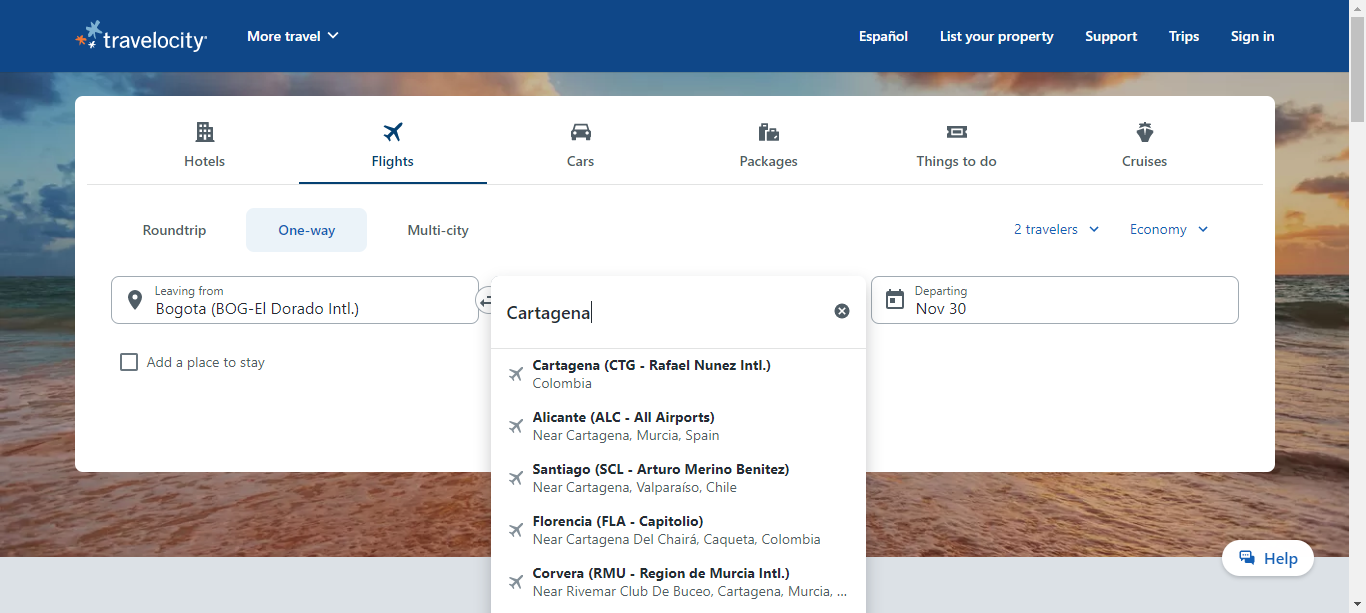 travelocity
More travel
Español
List your property
Support
Trips
Sign in
Hotels
Flights
Cars
Packages
Things to do
Cruises
Roundtrip
One-way
Multi-city
2 travelers
Economy
Leaving from
Bogota (BOG-El Dorado Intl.)
Cartagena
Departing
Nov 30
Add a place to stay
Cartagena (CTG - Rafael Nunez Intl.)
Colombia
Alicante (ALC - All Airports)
Near Cartagena, Murcia, Spain
Santiago (SCL - Arturo Merino Benitez)
Near Cartagena, Valparaíso, Chile
Florencia (FLA - Capitolio)
Near Cartagena Del Chairá, Caqueta, Colombia
Corvera (RMU - Region de Murcia Intl.)
Near Rivemar Club De Buceo, Cartagena, Murcia, ...
Help